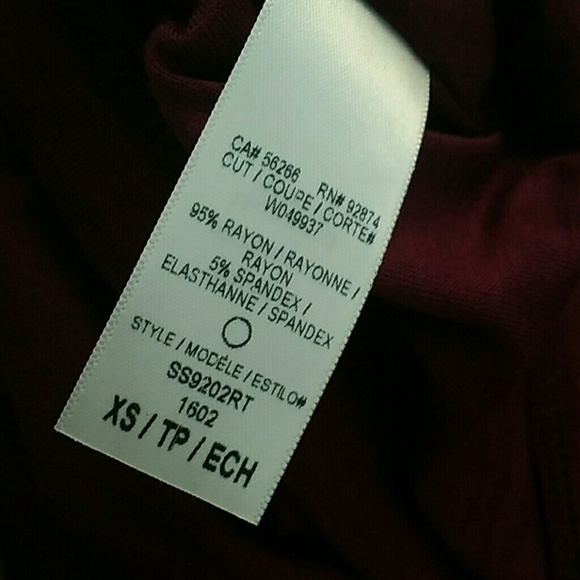 CA# 56266 RN# 92874
CUT / COUPE / CORTE#
W049937
95% RAYON / RAYONNE /
RAYON
5% SPANDEX /
ELASTHANNE / SPANDEX
STYLE / MODÈLE / ESTILO#
SS9202RT
1602
XS / TP / ECH